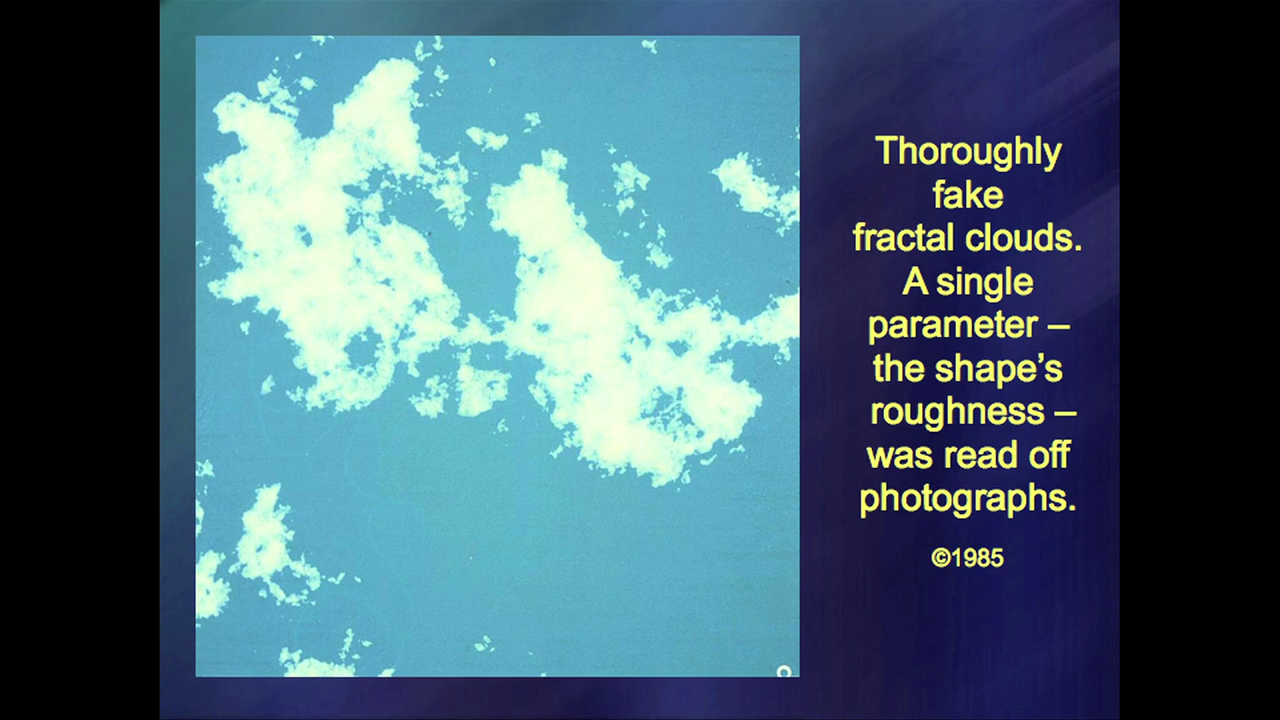 Thoroughly
fake
fractal clouds.
A single
parameter –
the shape’s
roughness –
was read off
photographs.
©1985